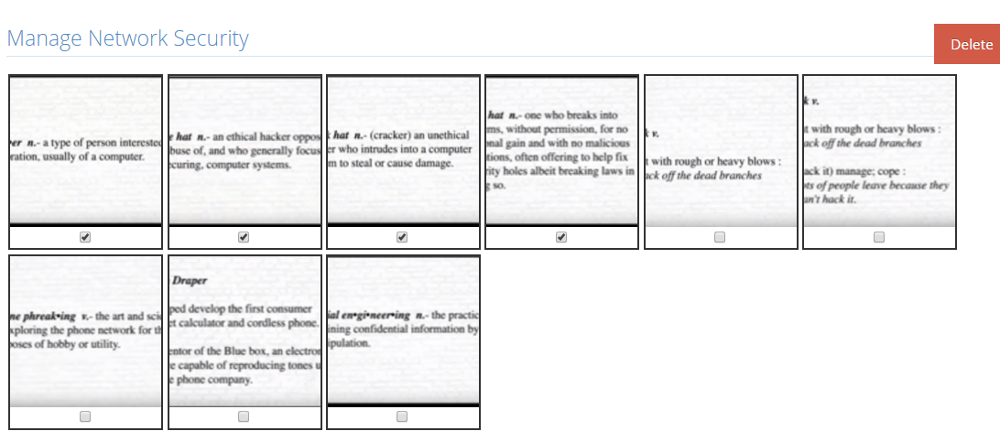 Manage Network Security
Delete
er n.- a type of person interested
ration, usually of a computer.
hat n.- an ethical hacker oppos
buse of, and who generally focus
curing, computer systems.
hat n.- (cracker) an unethical
er who intrudes into a computer
m to steal or cause damage.
hat n.- one who breaks into
ms, without permission, for no
nal gain and with no malicious
tions, often offering to help fix
rity holes albeit breaking laws in
g so.
k v.
t with rough or heavy blows :
ack off the dead branches
k v.
t with rough or heavy blows :
ack off the dead branches
ack it) manage; cope :
ts of people leave because they
an't hack it.
ne phreak•ing v.- the art and scie
xploring the phone network for th
poses of hobby or utility.
Draper
ped develop the first consumer
et calculator and cordless phone.
entor of the Blue box, an electron
e capable of reproducing tones u
e phone company.
ial en•gi•neer•ing n.- the practic
ining confidential information by
ipulation.